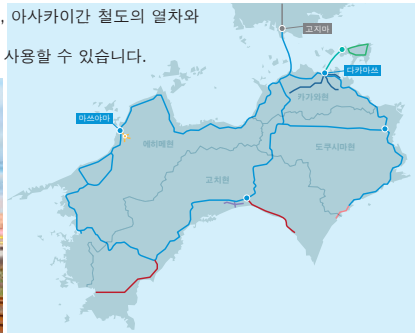 , 아사카이간 철도의 열차와
사용할 수 있습니다.
고지마
다카마쓰
카가와현
마쓰야마
에히메현
도쿠시마현
고치현